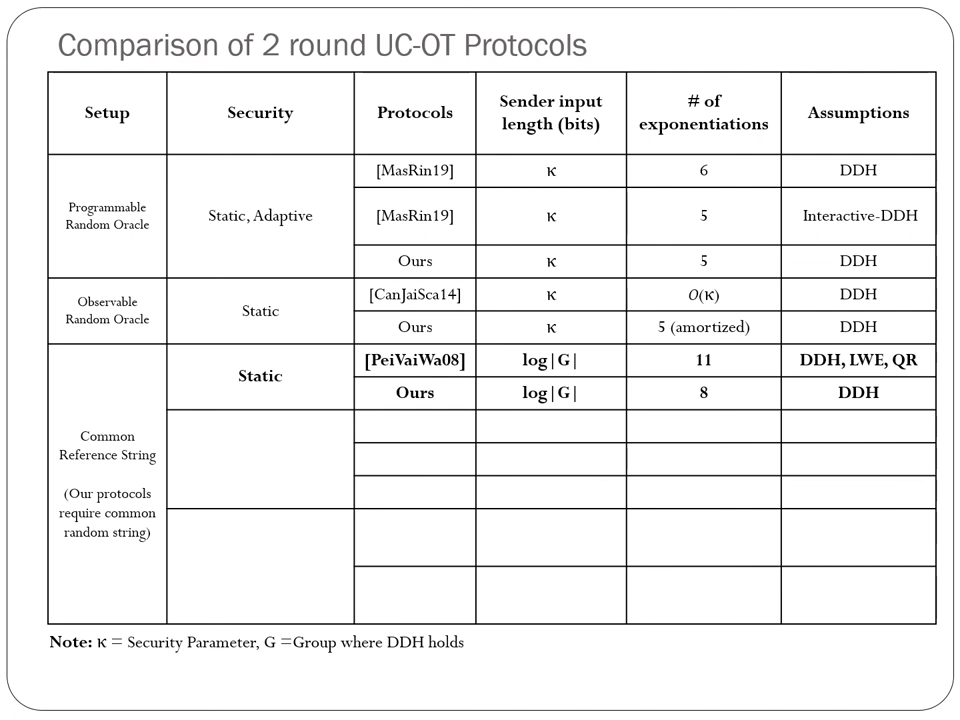 Comparison of 2 round UC-OT Protocols
Setup
Security
Protocols
Sender input
length (bits)
# of
exponentiations
Assumptions
Programmable
Random Oracle
Static, Adaptive
[MasRin19]
κ
6
DDH
[MasRin19]
κ
5
Interactive-DDH
Ours
κ
5
DDH
Observable
Random Oracle
Static
[CanJaiSca14]
κ
O(κ)
DDH
Ours
κ
5 (amortized)
DDH
Common
Reference String
(Our protocols
require common
random string)
Static
[PeiVaiWa08]
log|G|
11
DDH, LWE, QR
Ours
log|G|
8
DDH
Note: κ = Security Parameter, G =Group where DDH holds